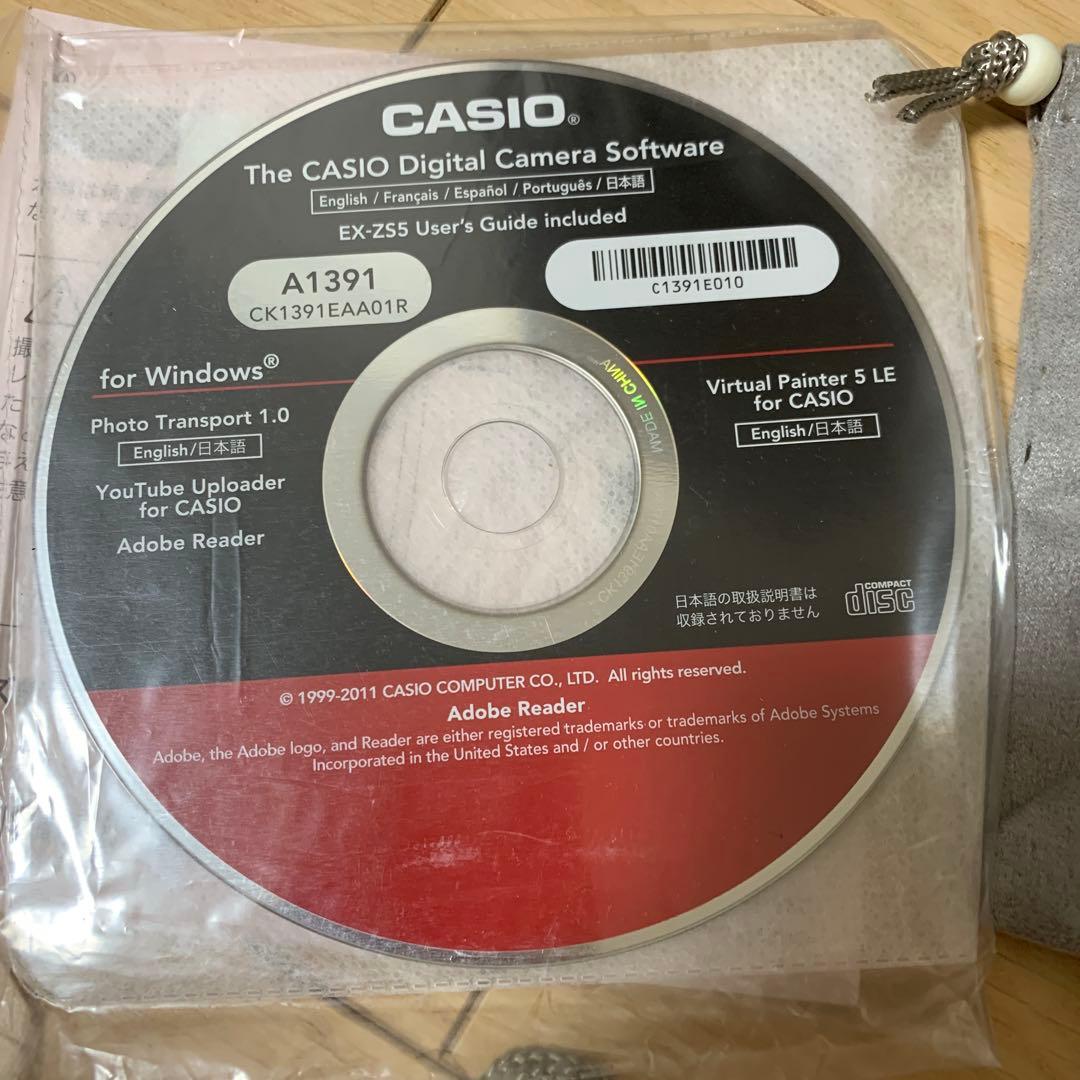 CASIO®
The CASIO Digital Camera Software
English / Français / Español / Português / 日本語
EX-ZS5 User's Guide included
A1391
CK1391EAA01R
C1391E010
for Windows®
Photo Transport 1.0
English/日本語
YouTube Uploader
for CASIO
Adobe Reader
Virtual Painter 5 LE
for CASIO
English/日本語
MADE IN CHINA
日本語の取扱説明書は
収録されておりません
COMPACT
disc
© 1999-2011 CASIO COMPUTER CO., LTD. All rights reserved.
Adobe Reader
Adobe, the Adobe logo, and Reader are either registered trademarks or trademarks of Adobe Systems
Incorporated in the United States and / or other countries.